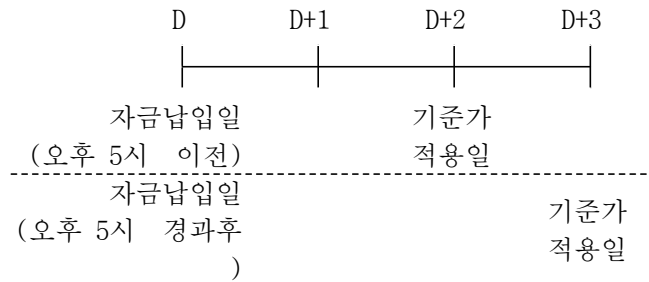 D D+1 D+2 D+3
자금납입일 기준가
(오후 5시 이전) 적용일
자금납입일
기준가
(오후 5시 경과후
적용일
)